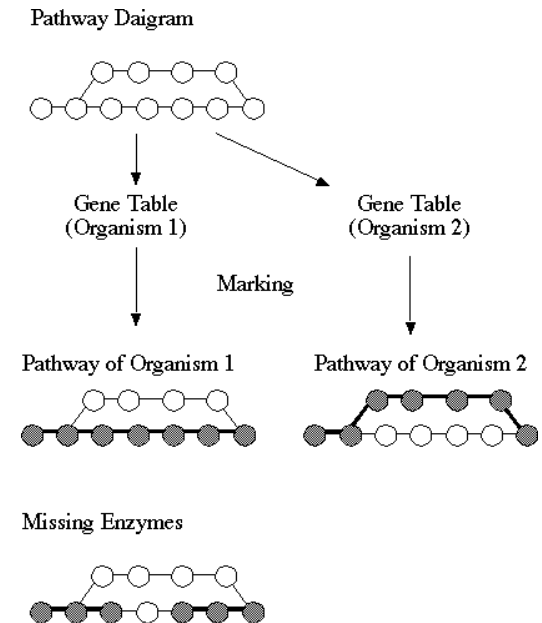 Pathway Daigram
Gene Table
(Organism 1)
Gene Table
(Organism 2)
Marking
Pathway of Organism 1
Pathway of Organism 2
Missing Enzymes